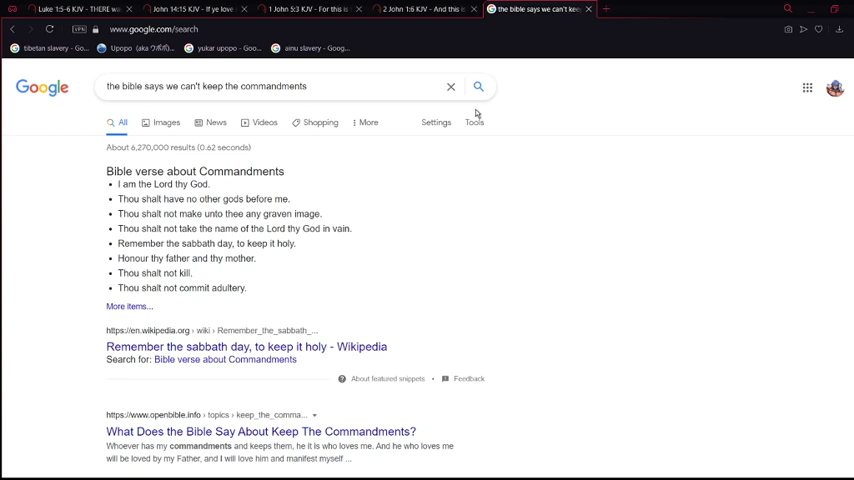 Luke 1:5-6 KJV - THERE wa
John 14:15 KJV - If ye love
1 John 5:3 KJV - For this is
2 John 1:6 KJV - And this is
the bible says we can't kee
www.google.com/search
VPN
tibetan slavery - Go...
Upopo (aka ウポポ)...
yukar upopo - Goo...
ainu slavery - Goog...
Google
the bible says we can't keep the commandments
All
Images
News
Videos
Shopping
More
Settings
Tools
About 6,270,000 results (0.62 seconds)
Bible verse about Commandments
• I am the Lord thy God.
• Thou shalt have no other gods before me.
• Thou shalt not make unto thee any graven image.
• Thou shalt not take the name of the Lord thy God in vain.
• Remember the sabbath day, to keep it holy.
• Honour thy father and thy mother.
• Thou shalt not kill.
• Thou shalt not commit adultery.
More items...
https://en.wikipedia.org › wiki › Remember_the_sabbath_...
Remember the sabbath day, to keep it holy - Wikipedia
Search for: Bible verse about Commandments
About featured snippets • Feedback
https://www.openbible.info › topics › keep_the_comma...
What Does the Bible Say About Keep The Commandments?
Whoever has my commandments and keeps them, he it is who loves me. And he who loves me
will be loved by my Father, and I will love him and manifest myself ...